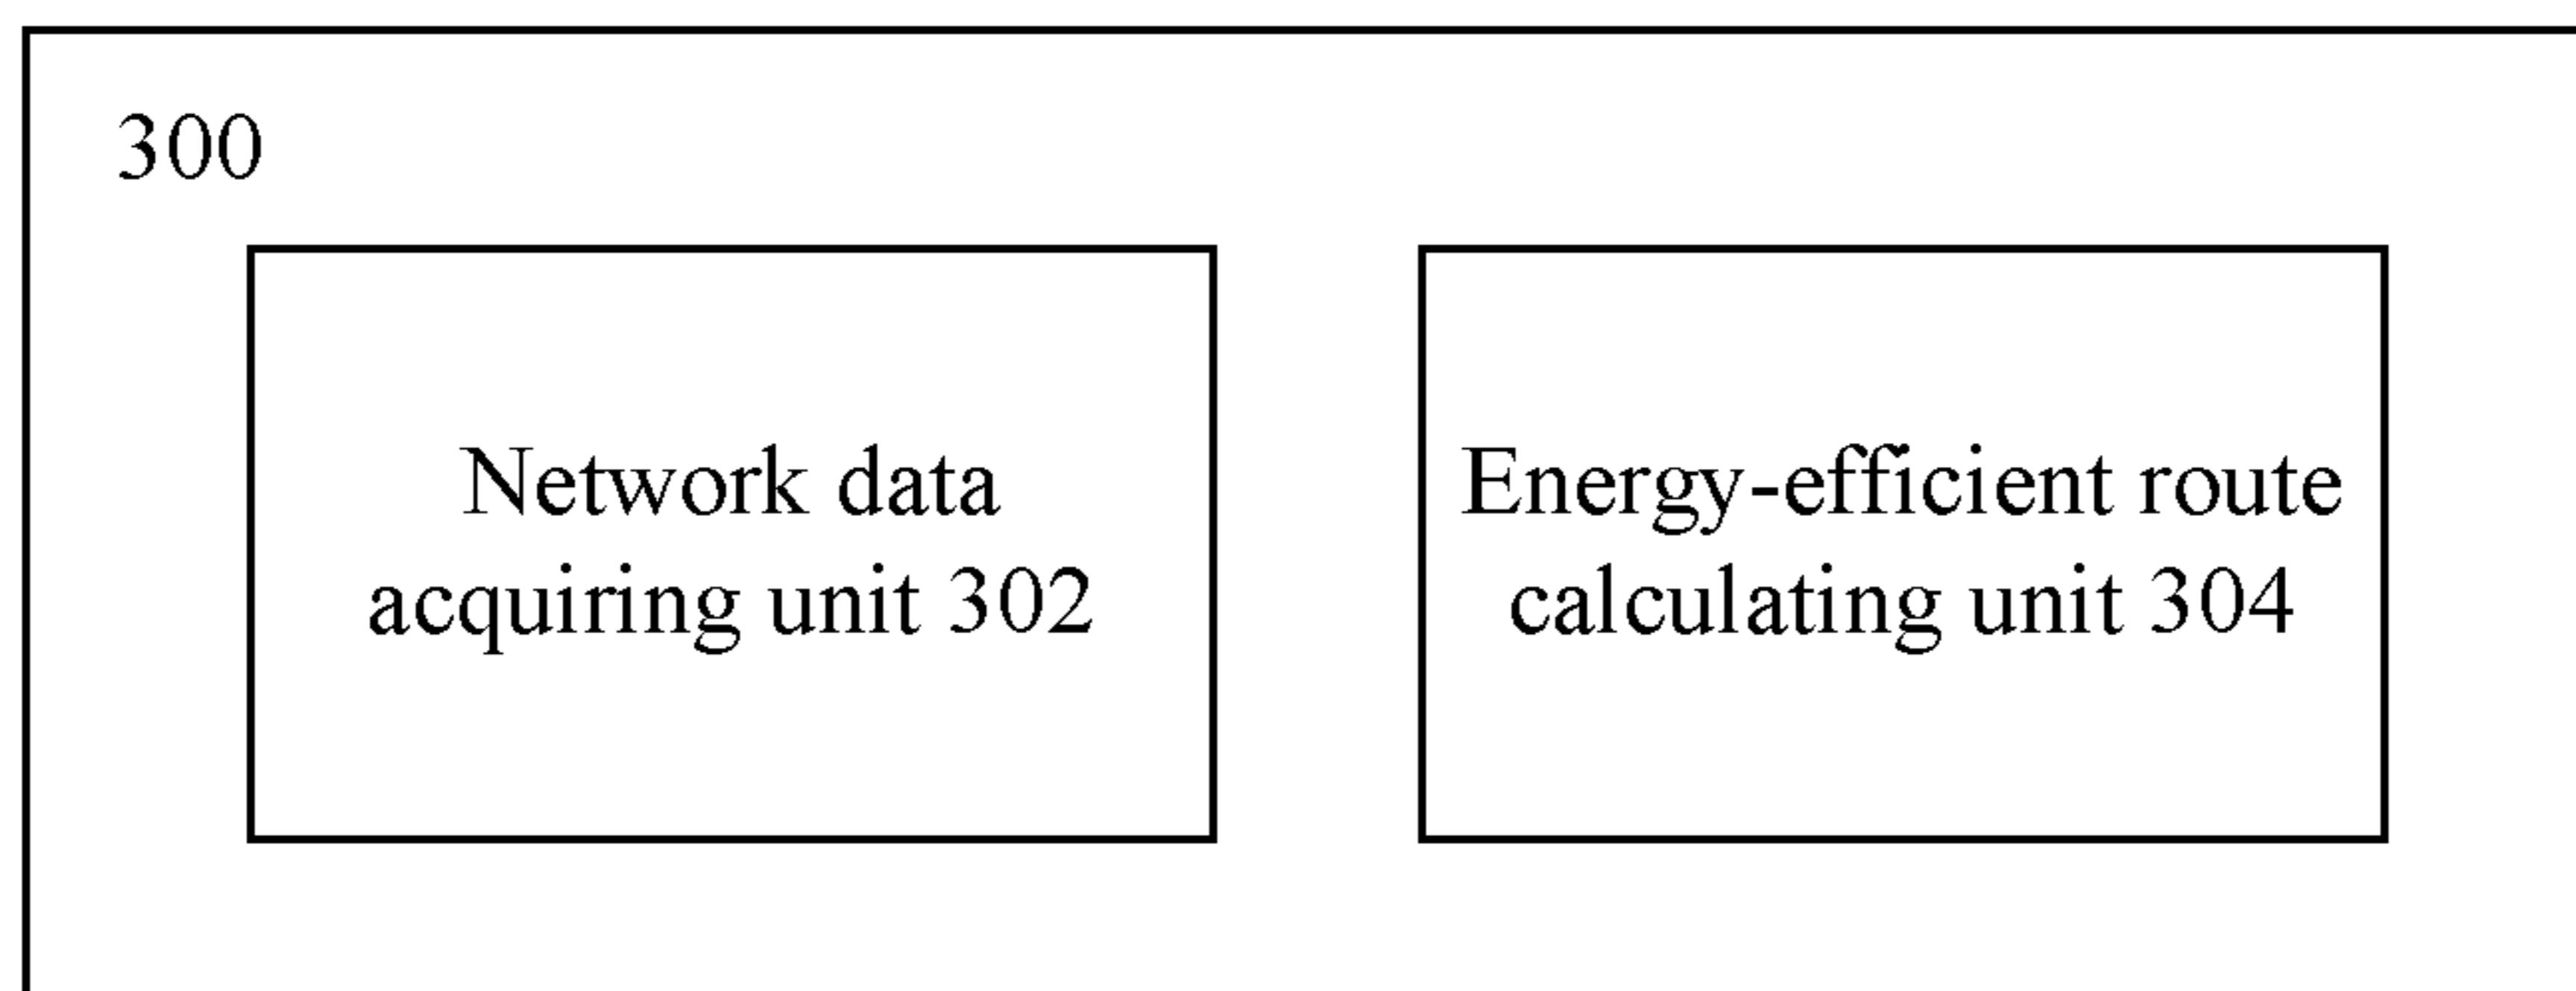 300
Network data
acquiring unit 302
Energy-efficient route
calculating unit 304